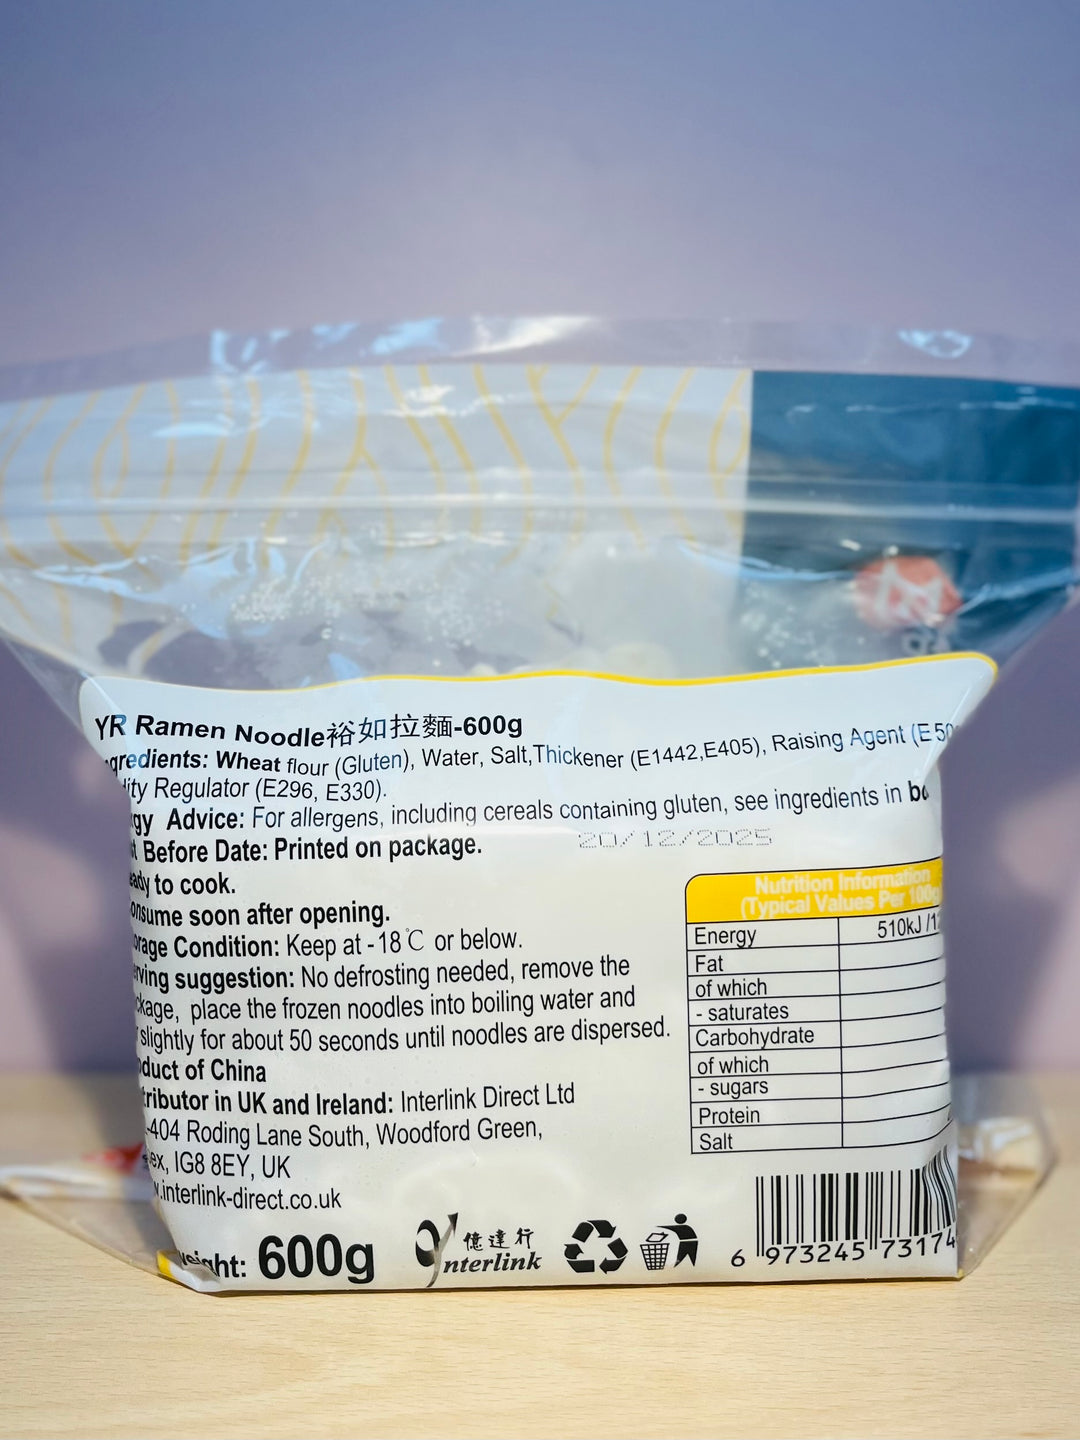 YR Ramen Noodle裕如拉麵-600g
gredients: Wheat flour (Gluten), Water, Salt,Thickener (E1442,E405), Raising Agent (E50
ity Regulator (E296, E330).
gy Advice: For allergens, including cereals containing gluten, see ingredients in bo
t Before Date: Printed on package.
20/12/2025
ady to cook.
onsume soon after opening.
orage Condition: Keep at -18℃ or below.
rving suggestion: No defrosting needed, remove the
ckage, place the frozen noodles into boiling water and
slightly for about 50 seconds until noodles are dispersed.
duct of China
tributor in UK and Ireland: Interlink Direct Ltd
-404 Roding Lane South, Woodford Green,
ex, IG8 8EY, UK
.interlink-direct.co.uk
eight: 600g
億達行
Interlink
Nutrition Information
(Typical Values Per 100g
Energy 510kJ /12
Fat
of which
- saturates
Carbohydrate
of which
- sugars
Protein
Salt
6 973245 73174